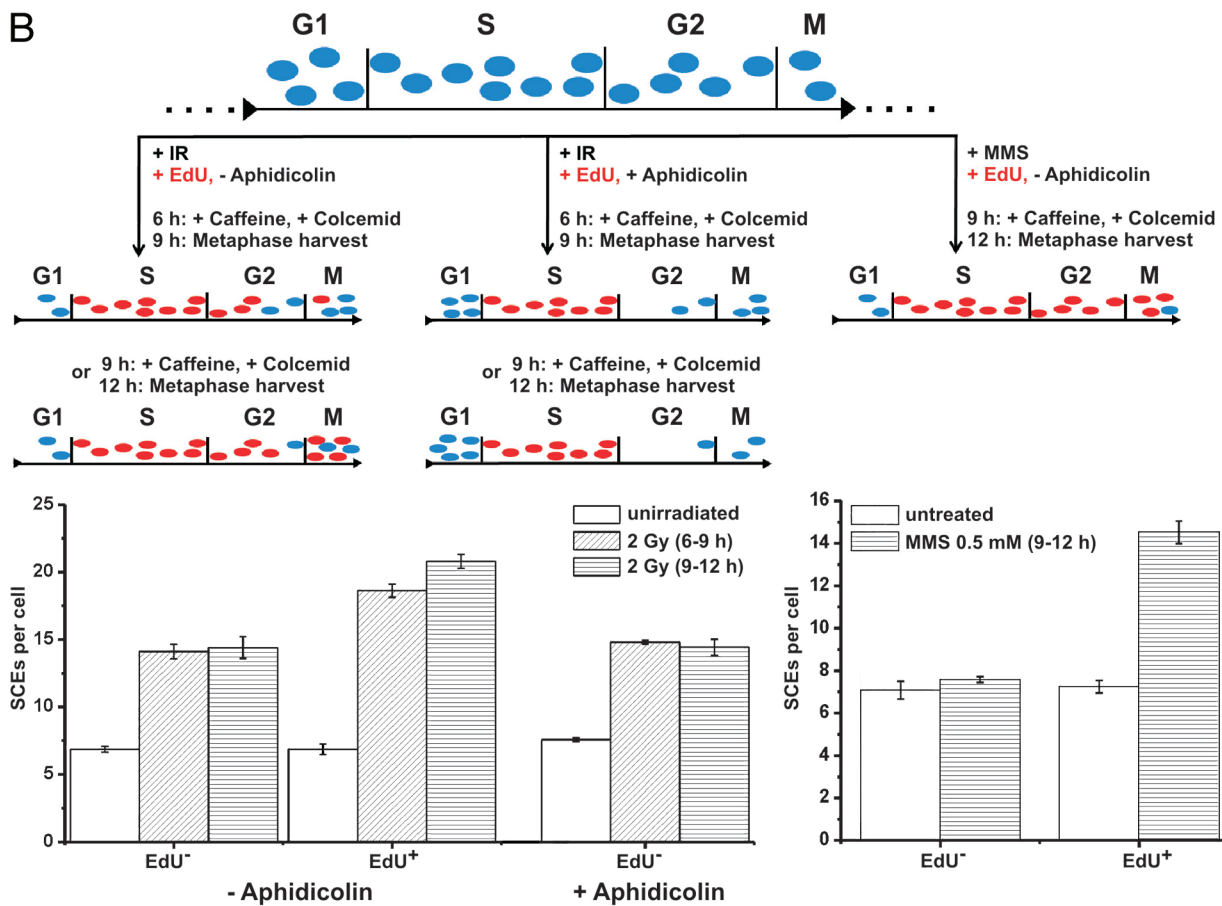 B
G1 S G2 M
+ IR
+ EdU, - Aphidicolin
6 h: + Caffeine, + Colcemid
9 h: Metaphase harvest
+ IR
+ EdU, + Aphidicolin
6 h: + Caffeine, + Colcemid
9 h: Metaphase harvest
+ MMS
+ EdU, - Aphidicolin
9 h: + Caffeine, + Colcemid
12 h: Metaphase harvest
G1 S G2 M
G1 S G2 M
G1 S G2 M
or 9 h: + Caffeine, + Colcemid
12 h: Metaphase harvest
or 9 h: + Caffeine, + Colcemid
12 h: Metaphase harvest
G1 S G2 M
G1 S G2 M
SCEs per cell
25
20
15
10
5
0
unirradiated
2 Gy (6-9 h)
2 Gy (9-12 h)
EdU⁻ EdU⁺ EdU⁻
- Aphidicolin + Aphidicolin
SCEs per cell
16
14
12
10
8
6
4
2
0
untreated
MMS 0.5 mM (9-12 h)
EdU⁻ EdU⁺